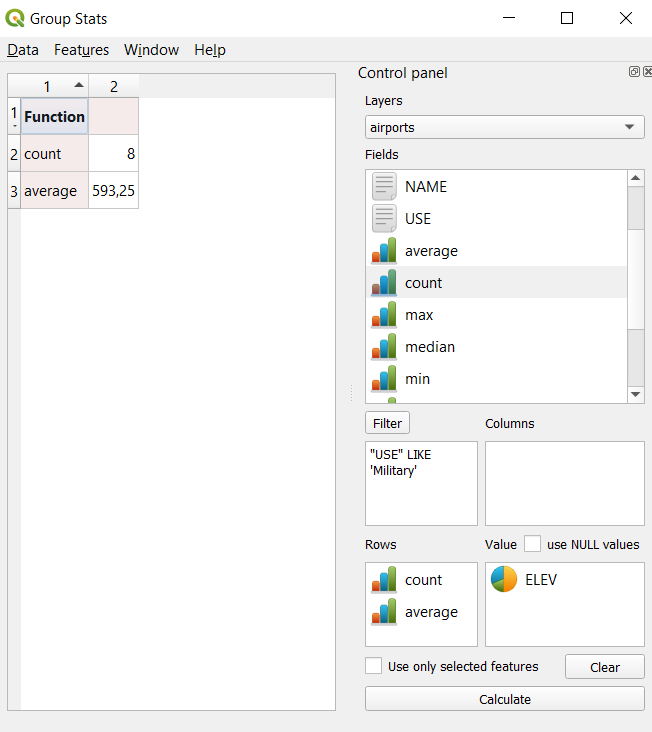 Group Stats
Data Features Window Help
1 2
1 Function
2 count 8
3 average 593,25
Control panel
Layers
airports
Fields
NAME
USE
average
count
max
median
min
Filter Columns
"USE" LIKE
'Military'
Rows Value use NULL values
count ELEV
average
Use only selected features Clear
Calculate